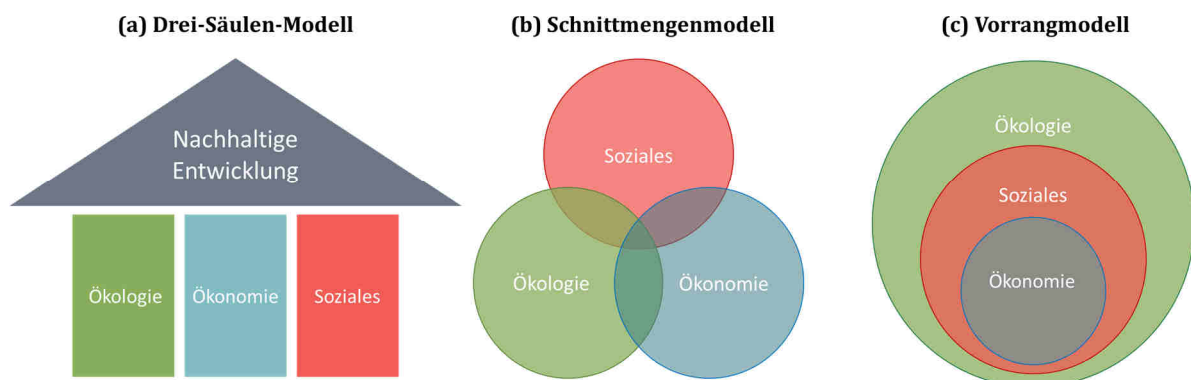 (a) Drei-Säulen-Modell
Nachhaltige
Entwicklung
Ökologie
Ökonomie
Soziales
(b) Schnittmengenmodell
Soziales
Ökologie
Ökonomie
(c) Vorrangmodell
Ökologie
Soziales
Ökonomie